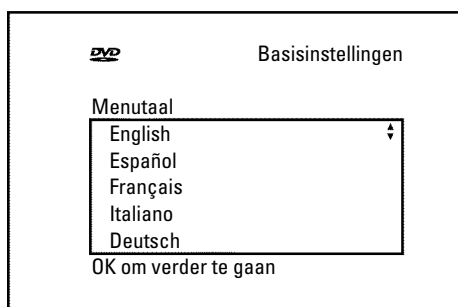 DVD Basisinstellingen
Menutaal
English
Español
Français
Italiano
Deutsch
OK om verder te gaan